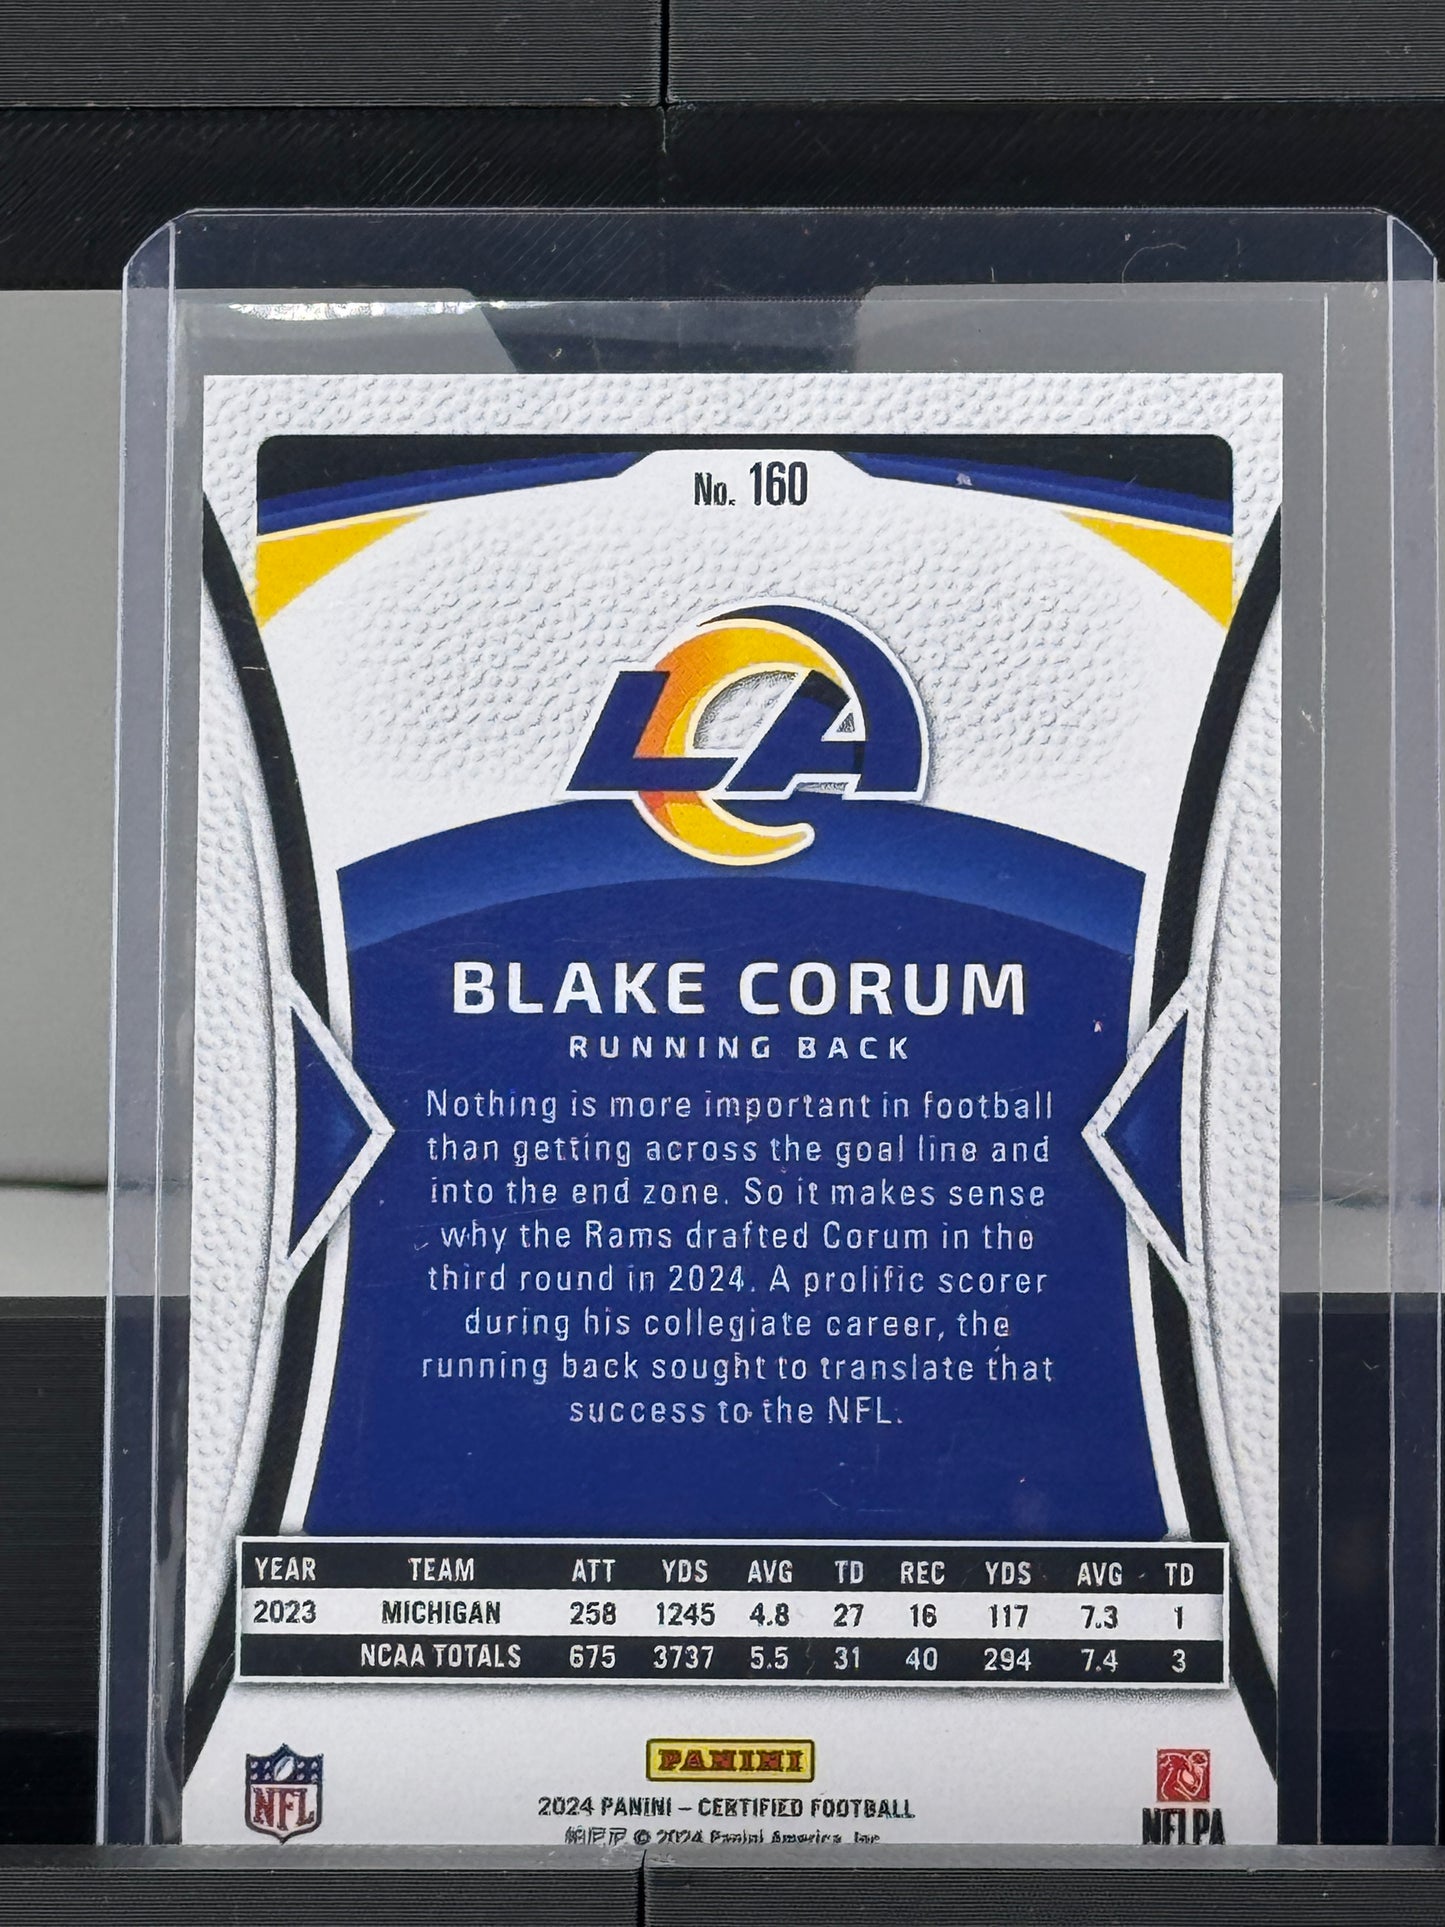 No. 160
LA
BLAKE CORUM
RUNNING BACK
Nothing is more important in football
than getting across the goal line and
into the end zone. So it makes sense
why the Rams drafted Corum in the
third round in 2024. A prolific scorer
during his collegiate career, the
running back sought to translate that
success to the NFL.
YEAR TEAM ATT YDS AVG TD REC YDS AVG TD
2023 MICHIGAN 258 1245 4.8 27 16 117 7.3 1
NCAA TOTALS 675 3737 5.5 31 40 294 7.4 3
NFL
PANINI
2024 PANINI – CERTIFIED FOOTBALL
© 2024 Panini America, Inc.
NFLPA